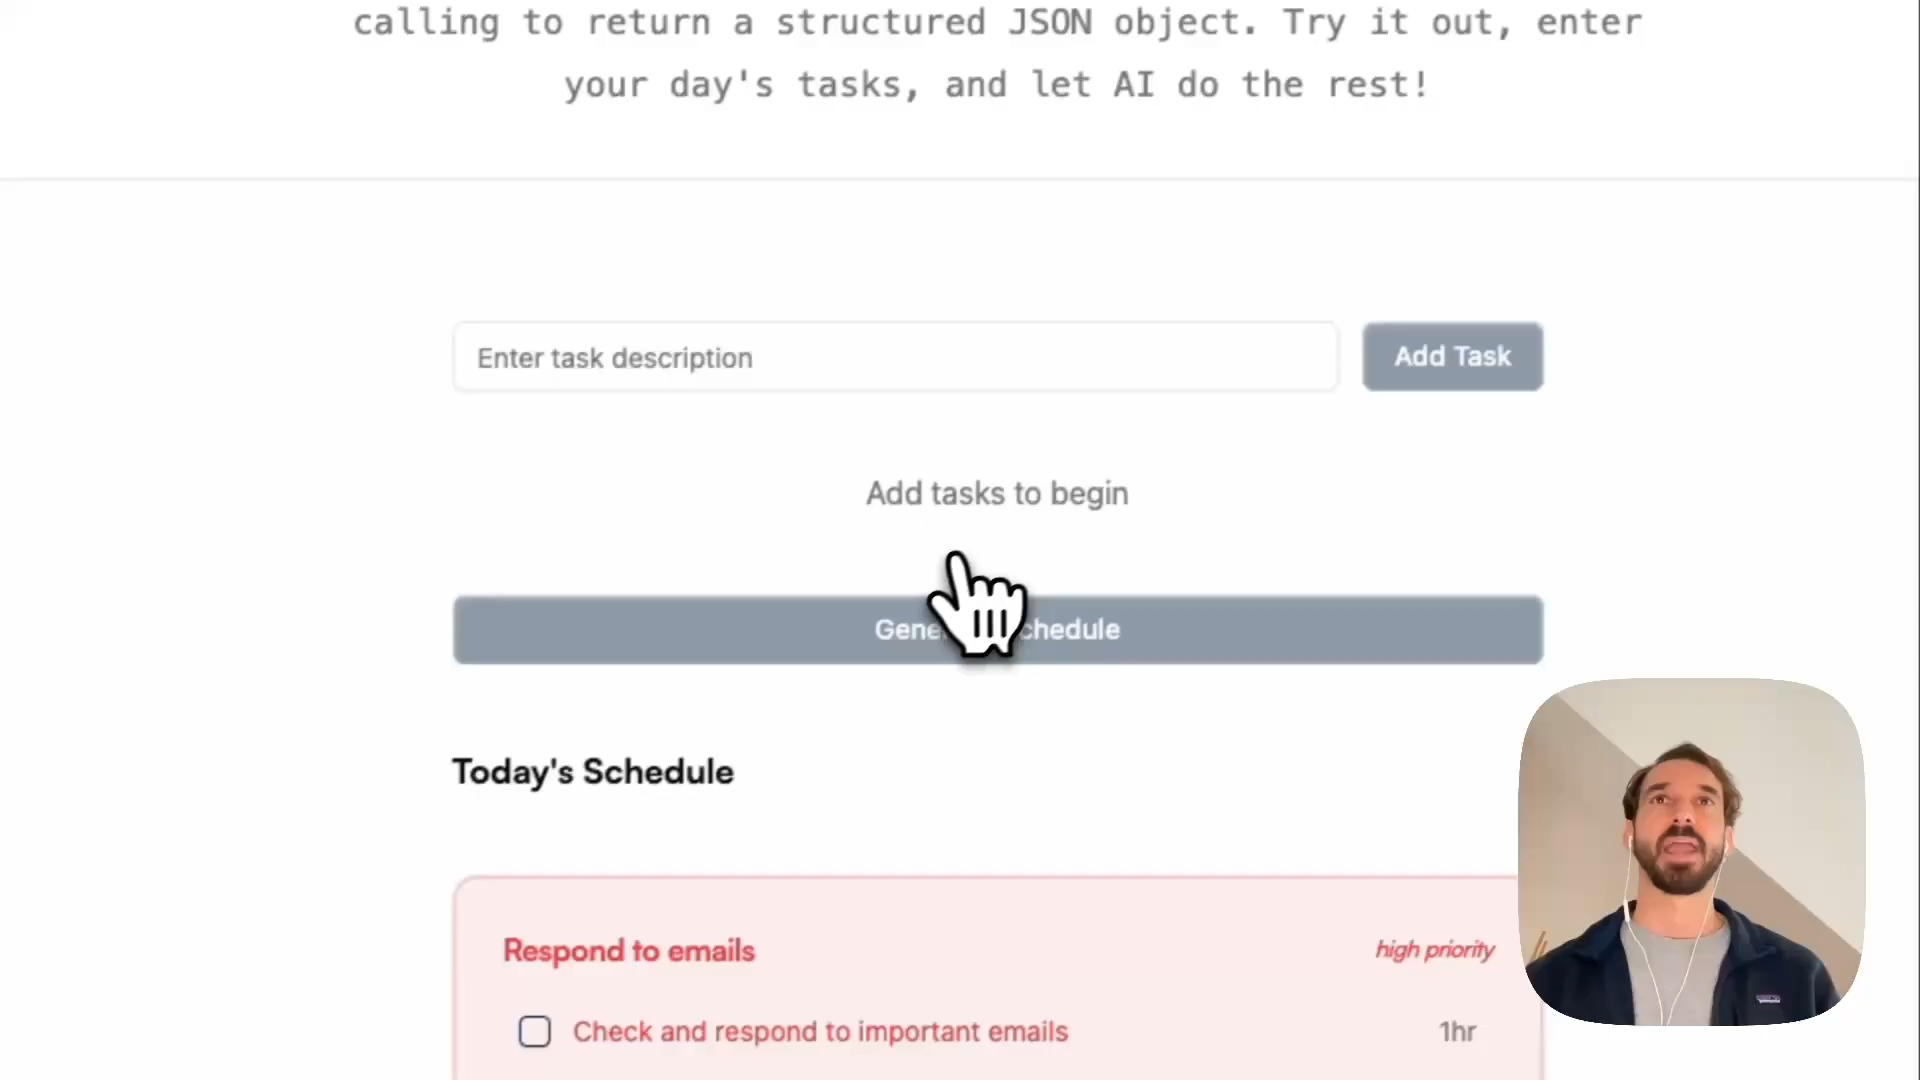 calling to return a structured JSON object. Try it out, enter
your day's tasks, and let AI do the rest!
Enter task description
Add Task
Add tasks to begin
Today's Schedule
Respond to emails
high priority
Check and respond to important emails
1hr